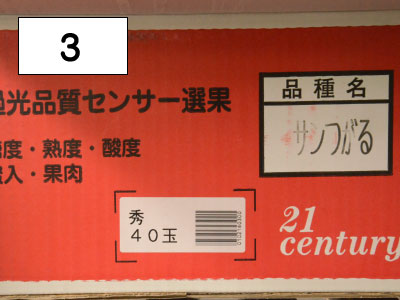 3
光品質センサー選果
度・熟度・酸度
入・果肉
品種名
サンつがる
秀
40玉
21
century